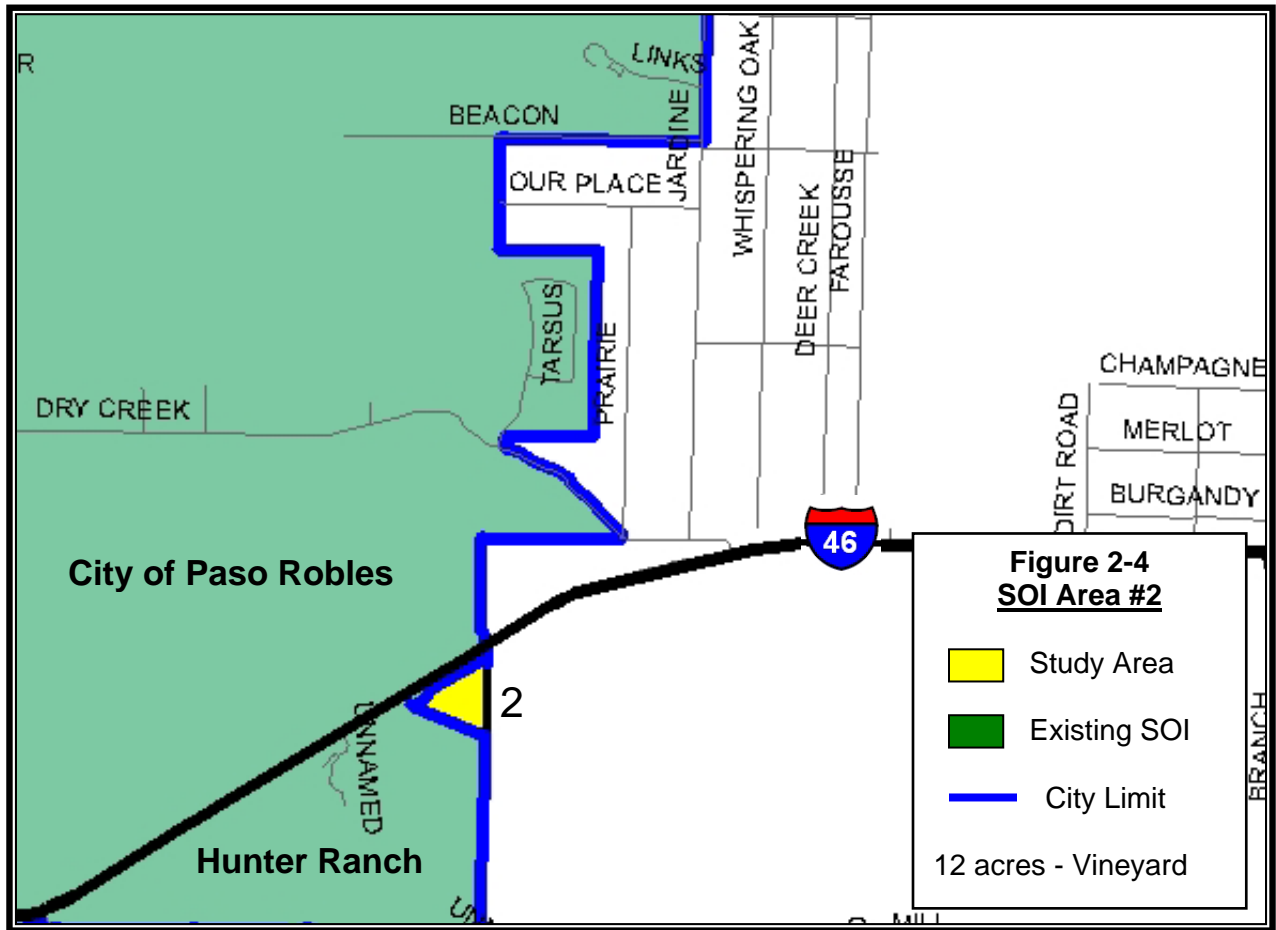 R
LINKS
BEACON
JARDINE
WHISPERING OAK
OUR PLACE
DEER CREEK
FAROUSSE
TARSUS
PRAIRIE
CHAMPAGNE
DRY CREEK
DIRT ROAD
MERLOT
BURGANDY
46
City of Paso Robles
2
UNNAMED
Hunter Ranch
BRANCH
MILL
Figure 2-4
SOI Area #2
Study Area
Existing SOI
City Limit
12 acres - Vineyard